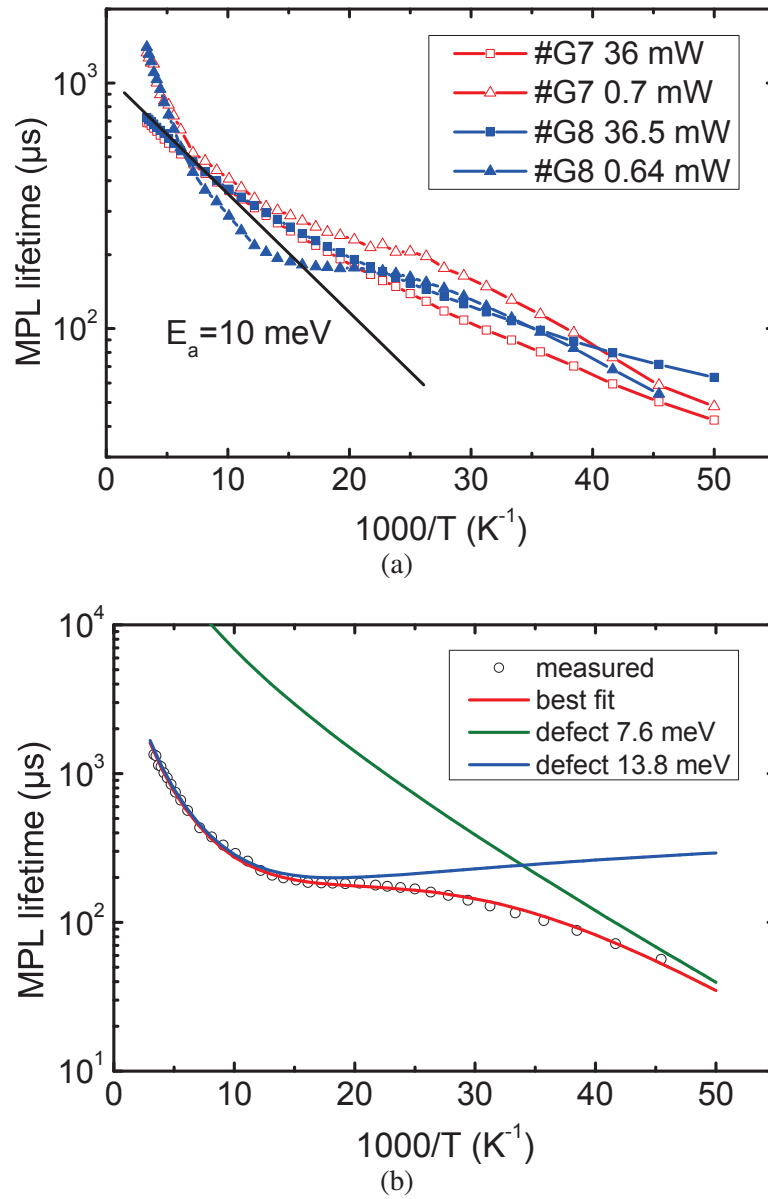 10³
10²
MPL lifetime (µs)
#G7 36 mW
#G7 0.7 mW
#G8 36.5 mW
#G8 0.64 mW
Eₐ=10 meV
0 10 20 30 40 50
1000/T (K⁻¹)
(a)
10⁴
10³
10²
10¹
MPL lifetime (µs)
measured
best fit
defect 7.6 meV
defect 13.8 meV
0 10 20 30 40 50
1000/T (K⁻¹)
(b)